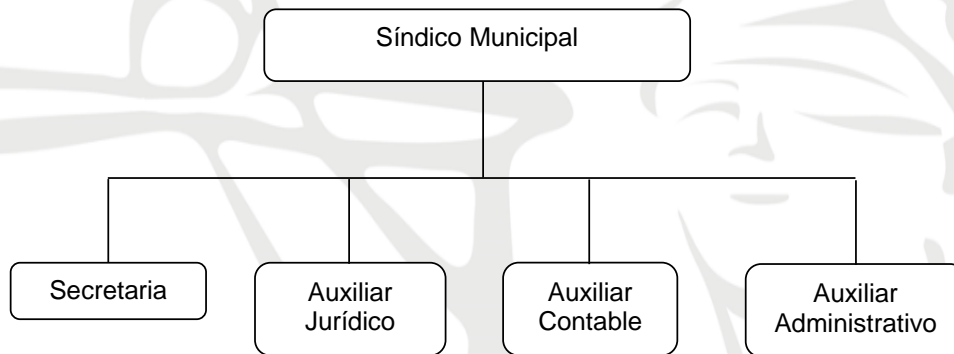 Síndico Municipal
Secretaria
Auxiliar
Jurídico
Auxiliar
Contable
Auxiliar
Administrativo